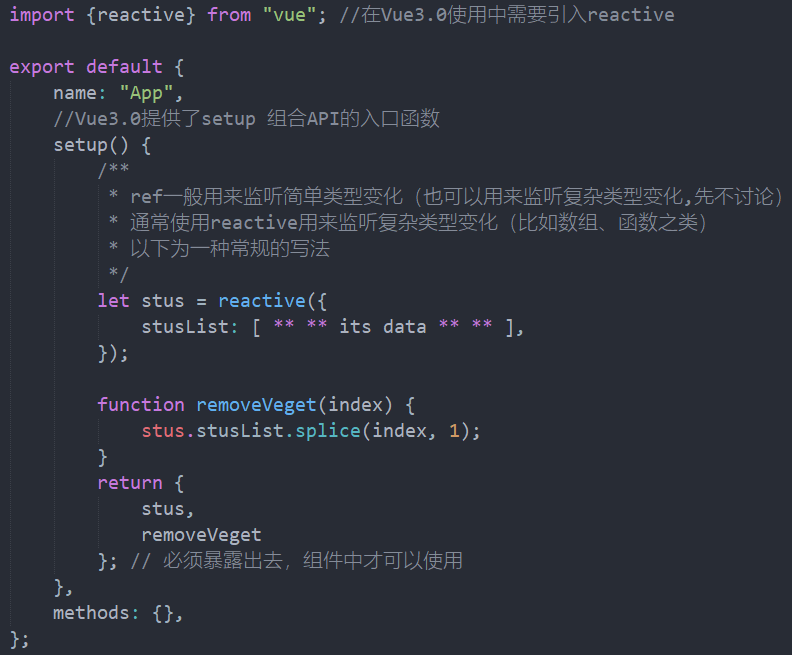 import {reactive} from "vue"; //在Vue3.0使用中需要引入reactive
export default {
name: "App",
//Vue3.0提供了setup 组合API的入口函数
setup() {
/**
* ref一般用来监听简单类型变化（也可以用来监听复杂类型变化,先不讨论）
* 通常使用reactive用来监听复杂类型变化（比如数组、函数之类）
* 以下为一种常规的写法
*/
let stus = reactive({
stusList: [ ** ** its data ** ** ],
});
function removeVeget(index) {
stus.stusList.splice(index, 1);
}
return {
stus,
removeVeget
}; // 必须暴露出去，组件中才可以使用
},
methods: {},
};